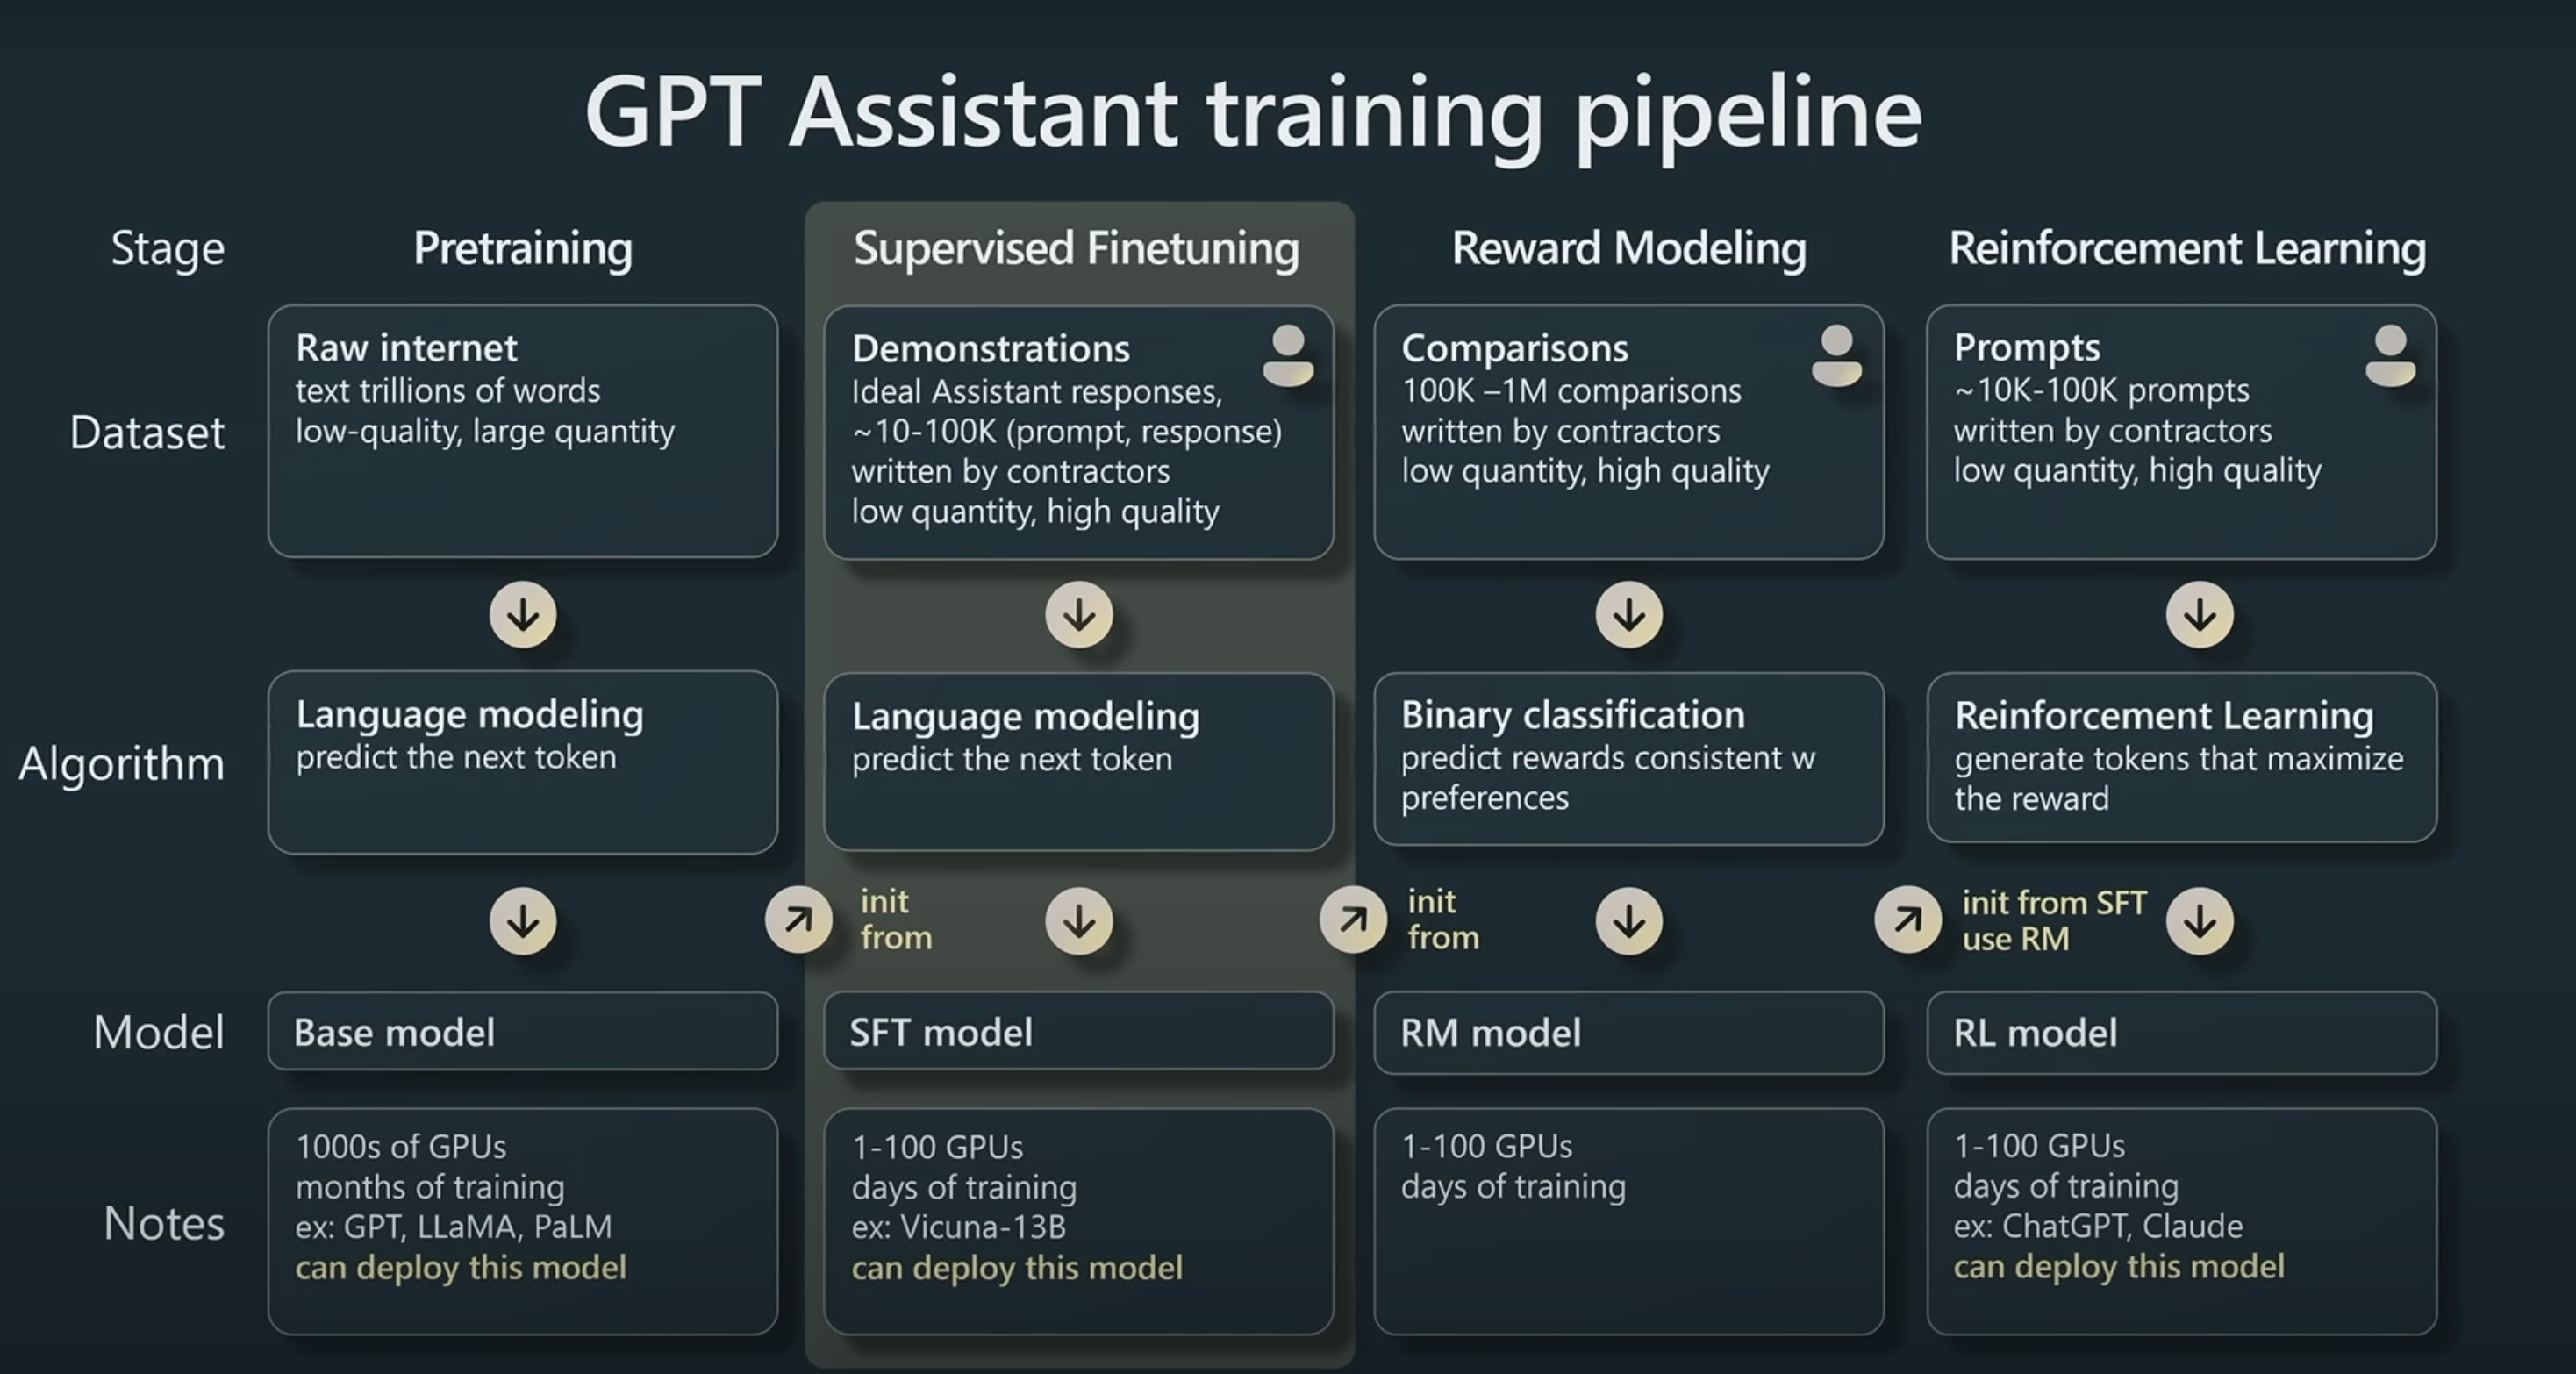 GPT Assistant training pipeline
Stage
Pretraining
Supervised Finetuning
Reward Modeling
Reinforcement Learning
Dataset
Raw internet
text trillions of words
low-quality, large quantity
Demonstrations
Ideal Assistant responses,
~10-100K (prompt, response)
written by contractors
low quantity, high quality
Comparisons
100K –1M comparisons
written by contractors
low quantity, high quality
Prompts
~10K-100K prompts
written by contractors
low quantity, high quality
Algorithm
Language modeling
predict the next token
Language modeling
predict the next token
Binary classification
predict rewards consistent w
preferences
Reinforcement Learning
generate tokens that maximize
the reward
init
from
init
from
init from SFT
use RM
Model
Base model
SFT model
RM model
RL model
Notes
1000s of GPUs
months of training
ex: GPT, LLaMA, PaLM
can deploy this model
1-100 GPUs
days of training
ex: Vicuna-13B
can deploy this model
1-100 GPUs
days of training
1-100 GPUs
days of training
ex: ChatGPT, Claude
can deploy this model